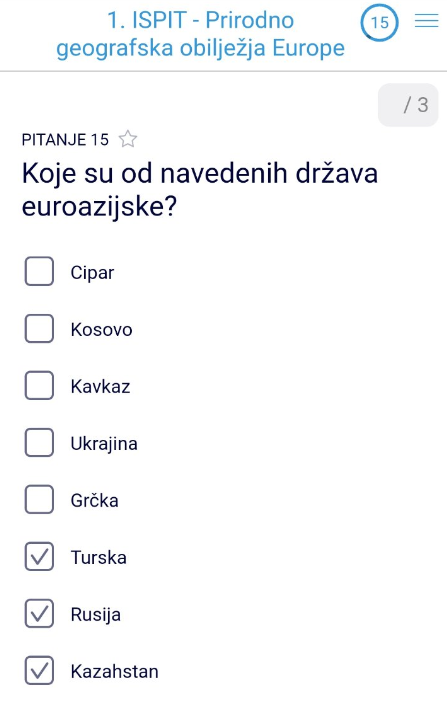 1. ISPIT - Prirodno
geografska obilježja Europe
15
/ 3
PITANJE 15
Koje su od navedenih država
euroazijske?
Cipar
Kosovo
Kavkaz
Ukrajina
Grčka
Turska
Rusija
Kazahstan